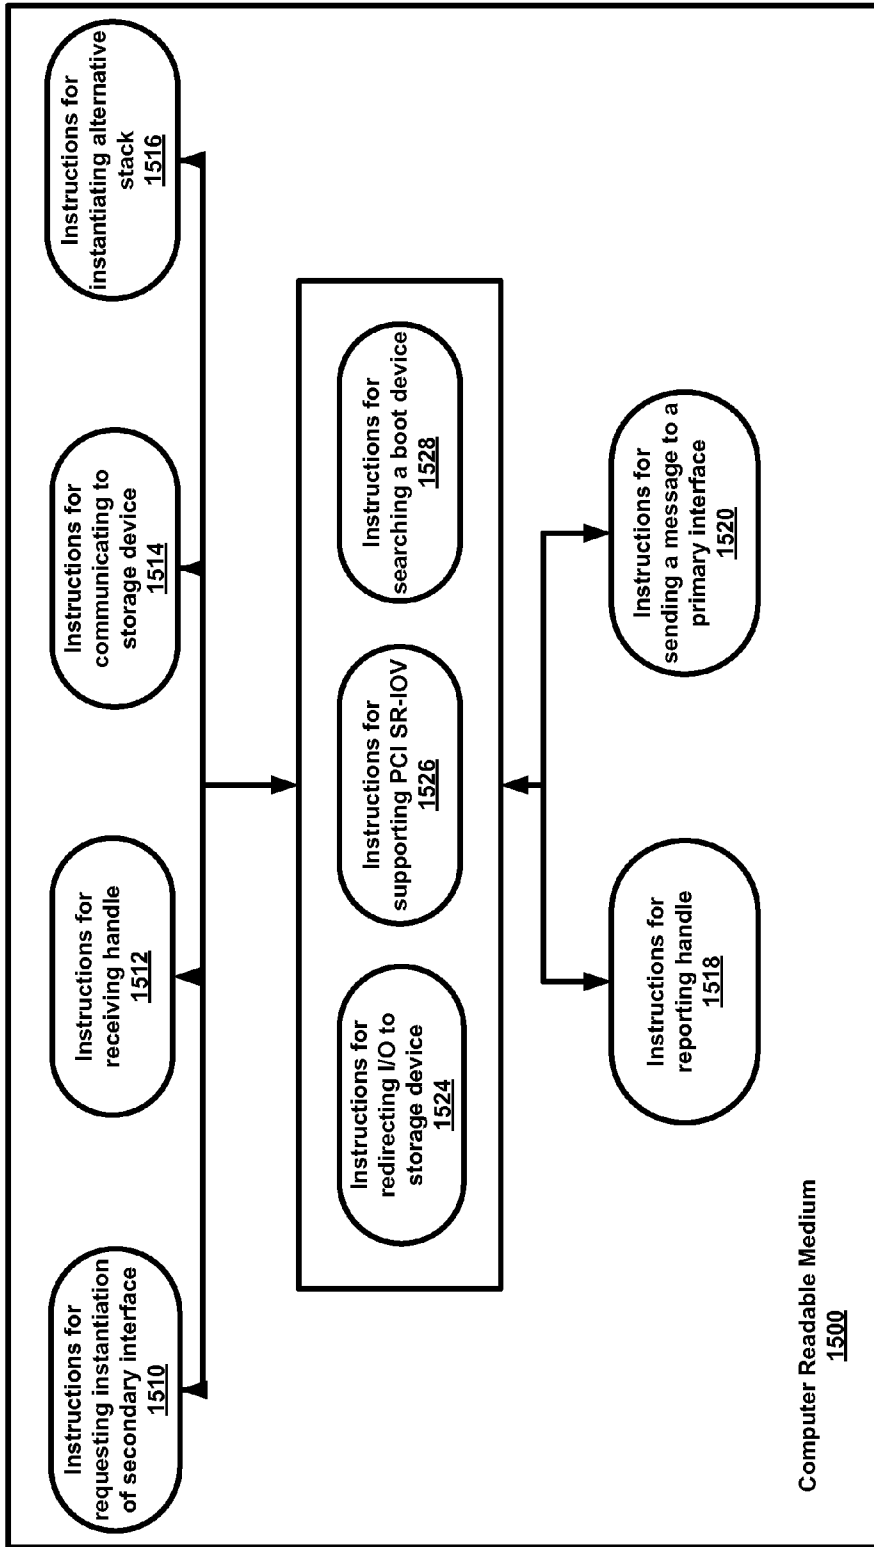 Instructions for
requesting instantiation
of secondary interface
1510
Instructions for
receiving handle
1512
Instructions for
communicating to
storage device
1514
Instructions for
instantiating alternative
stack
1516
Instructions for
redirecting I/O to
storage device
1524
Instructions for
supporting PCI SR-IOV
1526
Instructions for
searching a boot device
1528
Instructions for
reporting handle
1518
Instructions for
sending a message to a
primary interface
1520
Computer Readable Medium
1500